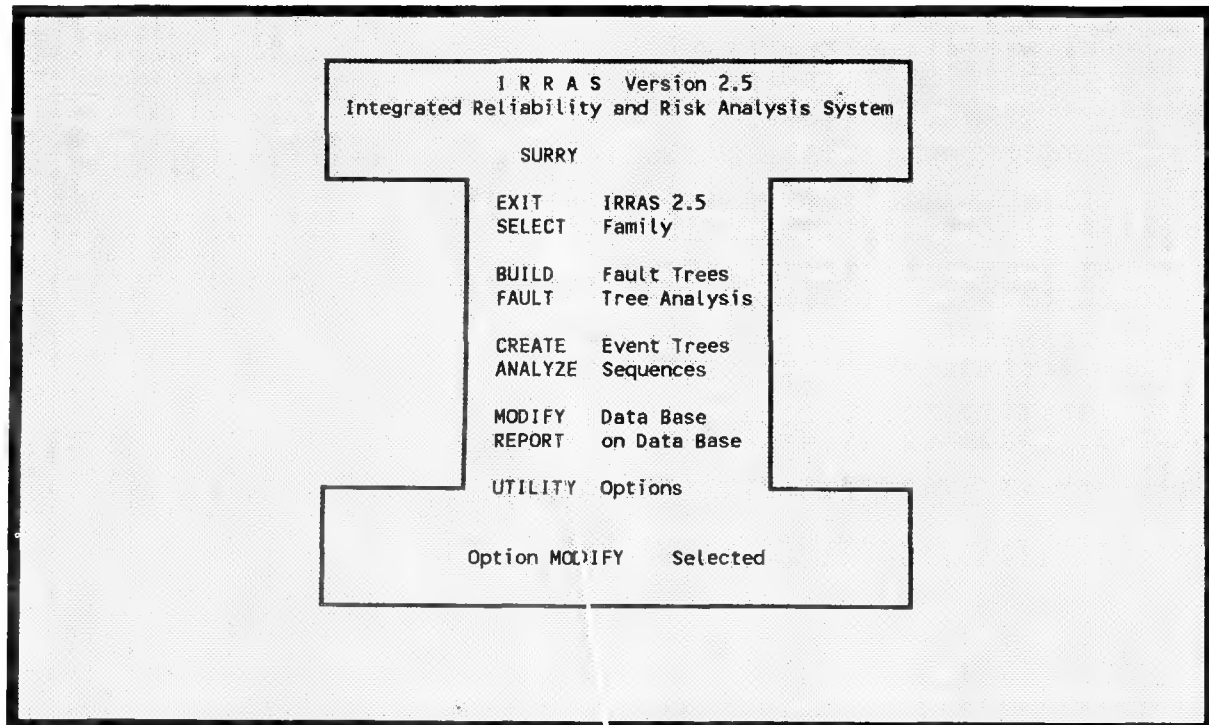 I R R A S Version 2.5
Integrated Reliability and Risk Analysis System
SURRY
EXIT IRRAS 2.5
SELECT Family
BUILD Fault Trees
FAULT Tree Analysis
CREATE Event Trees
ANALYZE Sequences
MODIFY Data Base
REPORT on Data Base
UTILITY Options
Option MODIFY Selected